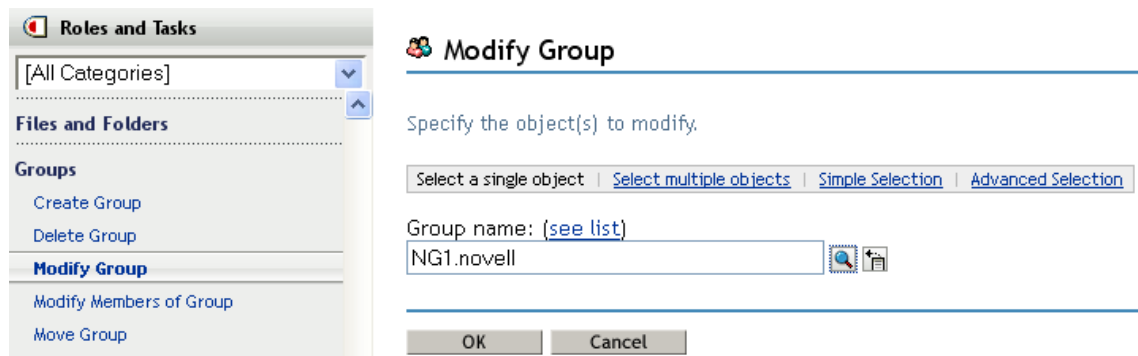 Roles and Tasks
[All Categories]
Files and Folders
Groups
Create Group
Delete Group
Modify Group
Modify Members of Group
Move Group
Modify Group
Specify the object(s) to modify.
Select a single object | Select multiple objects | Simple Selection | Advanced Selection
Group name: (see list)
NG1.novell
OK Cancel